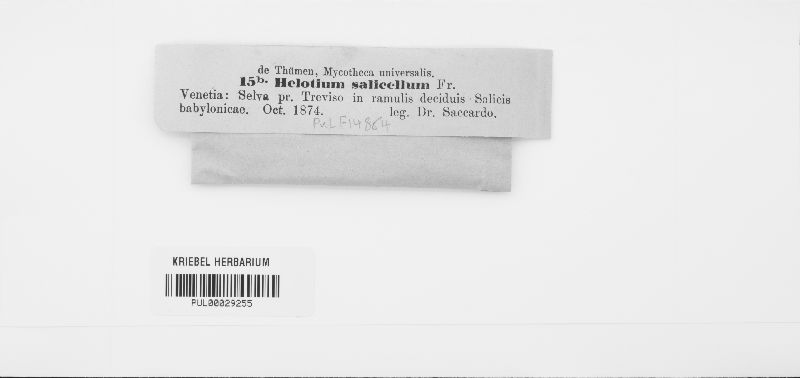 de Thümen, Mycotheca universalis.
15b. Helotium salicellum Fr.
Venetia: Selva pr. Treviso in ramulis deciduis Salicis
babylonicae. Oct. 1874. leg. Dr. Saccardo.
PUL F14864
KRIEBEL HERBARIUM
PUL00029255